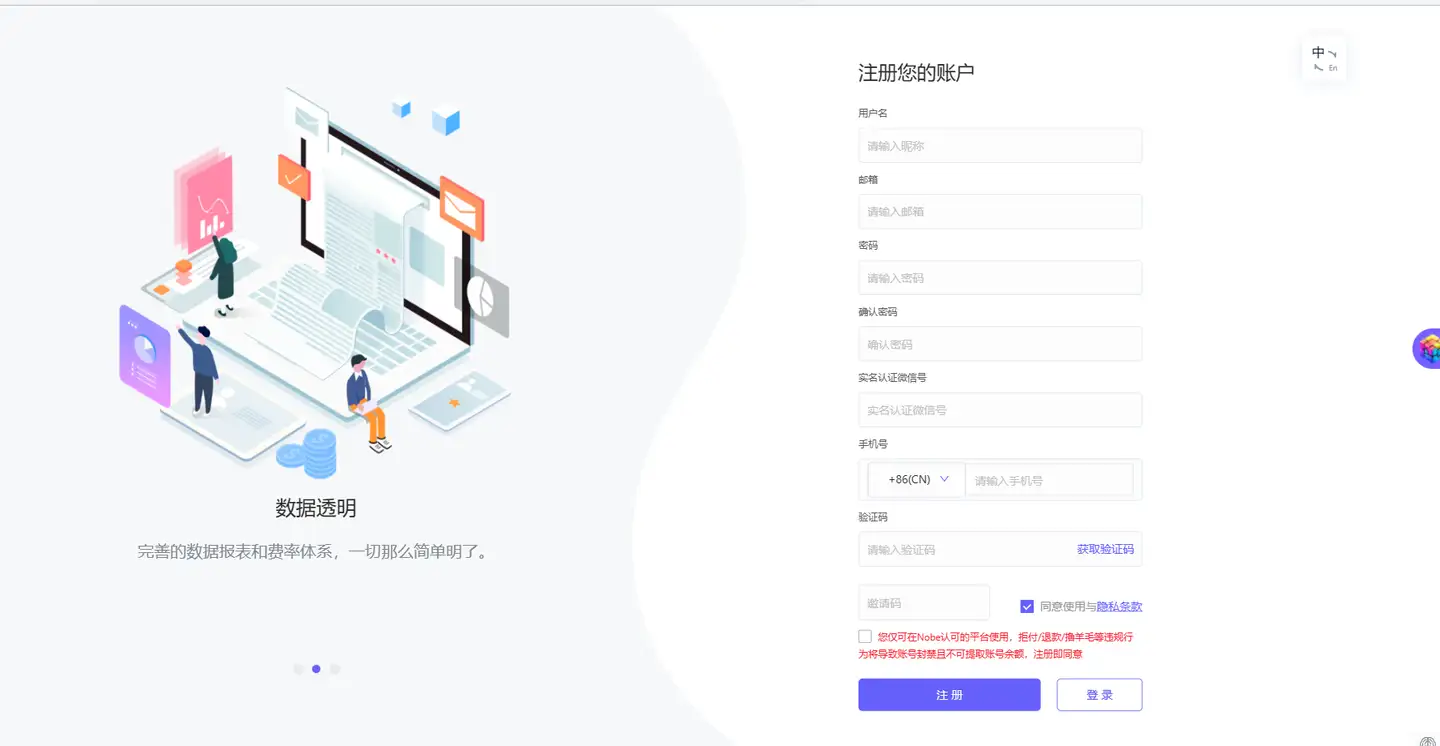 中
En
注册您的账户
用户名
请输入昵称
邮箱
请输入邮箱
密码
请输入密码
确认密码
确认密码
实名认证微信号
实名认证微信号
手机号
+86(CN)
请输入手机号
验证码
请输入验证码
获取验证码
邀请码
同意使用与隐私条款
您仅可在Nobe认可的平台使用，拒付/退款/撸羊毛等违规行
为将导致账号封禁且不可提取账号余额，注册即同意
注 册
登 录
数据透明
完善的数据报表和费率体系，一切那么简单明了。